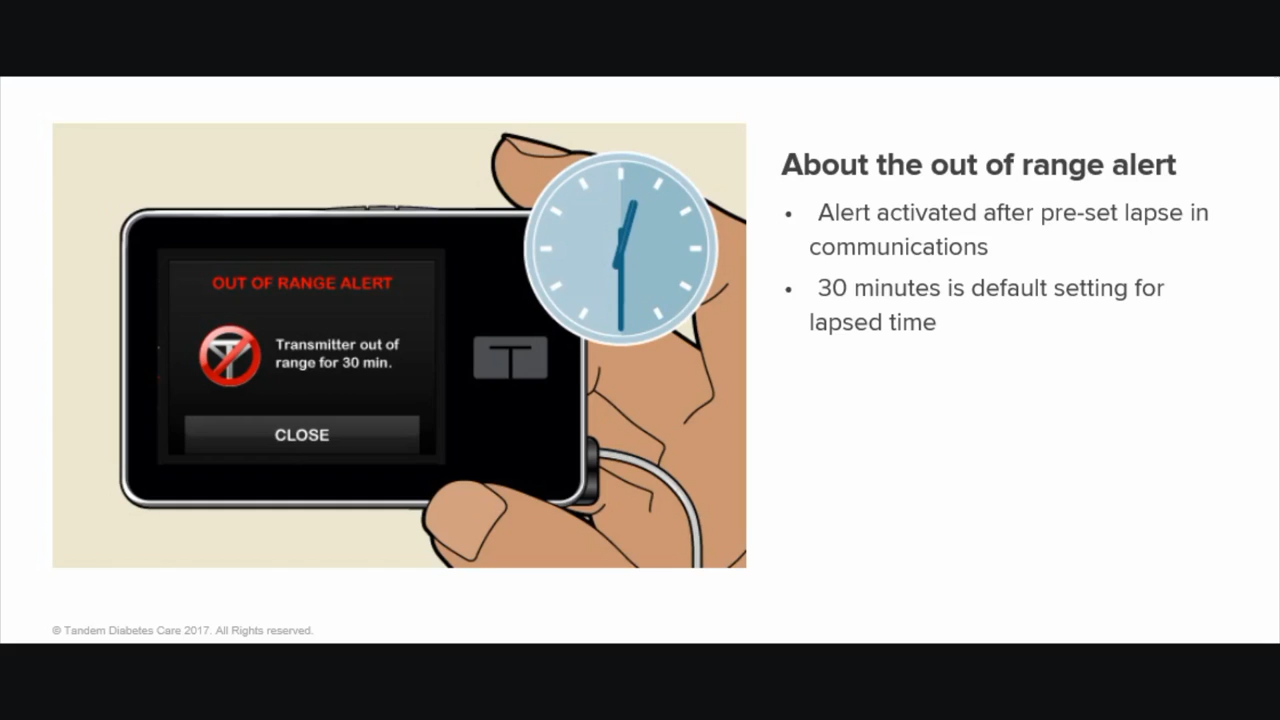 About the out of range alert
• Alert activated after pre-set lapse in
communications
• 30 minutes is default setting for
lapsed time
OUT OF RANGE ALERT
Transmitter out of
range for 30 min.
CLOSE
© Tandem Diabetes Care 2017. All Rights reserved.